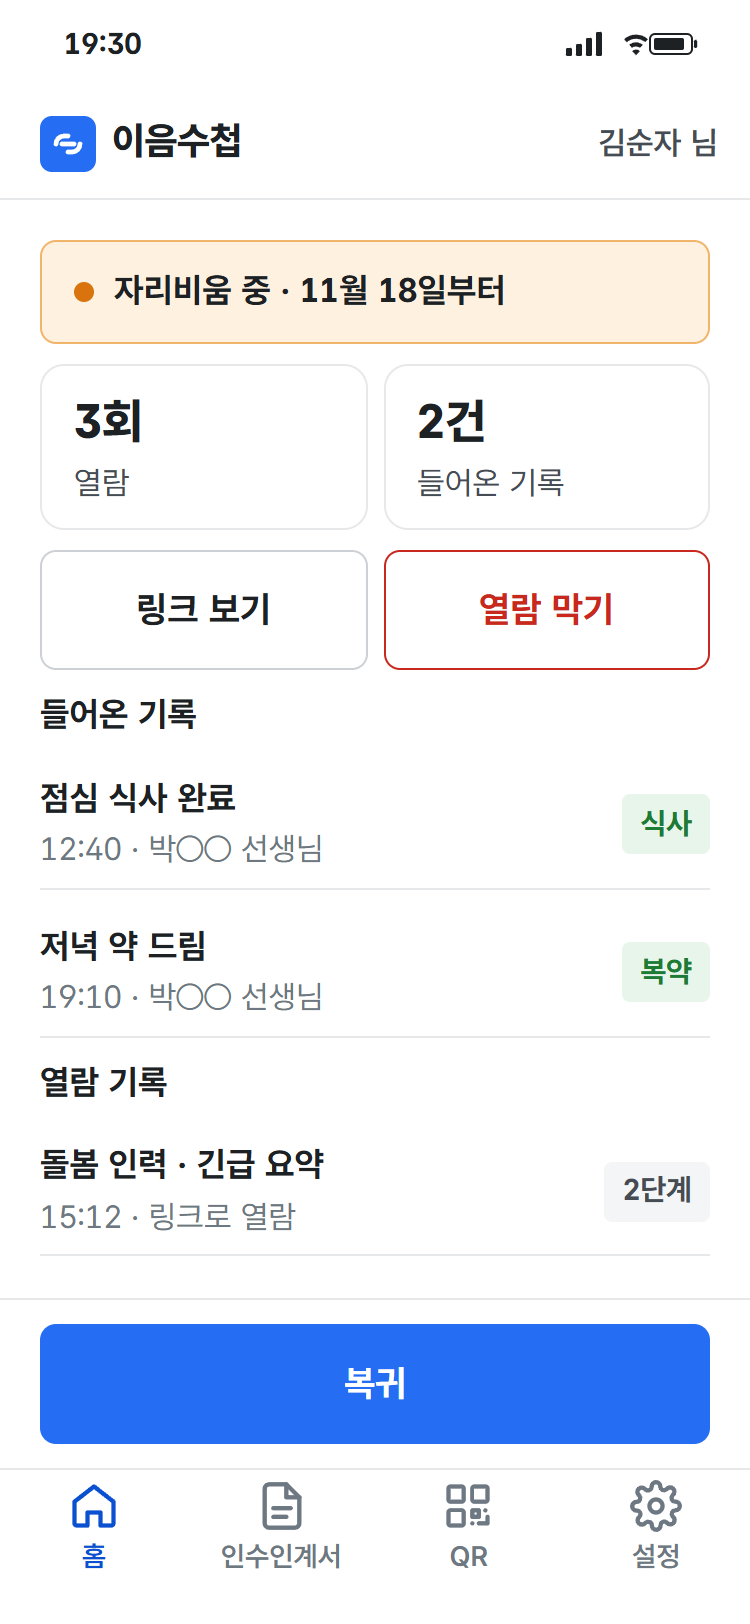 19:30
이음수첩
김순자 님
자리비움 중 · 11월 18일부터
3회
열람
2건
들어온 기록
링크 보기
열람 막기
들어온 기록
점심 식사 완료
12:40 · 박○○ 선생님
식사
저녁 약 드림
19:10 · 박○○ 선생님
복약
열람 기록
돌봄 인력 · 긴급 요약
15:12 · 링크로 열람
2단계
복귀
홈
인수인계서
QR
설정